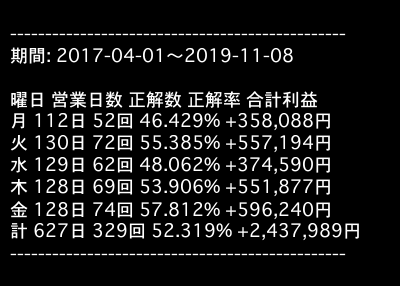 ------------------------------------------------
期間: 2017-04-01〜2019-11-08
曜日 営業日数 正解数 正解率 合計利益
月 112日 52回 46.429% +358,088円
火 130日 72回 55.385% +557,194円
水 129日 62回 48.062% +374,590円
木 128日 69回 53.906% +551,877円
金 128日 74回 57.812% +596,240円
計 627日 329回 52.319% +2,437,989円
------------------------------------------------